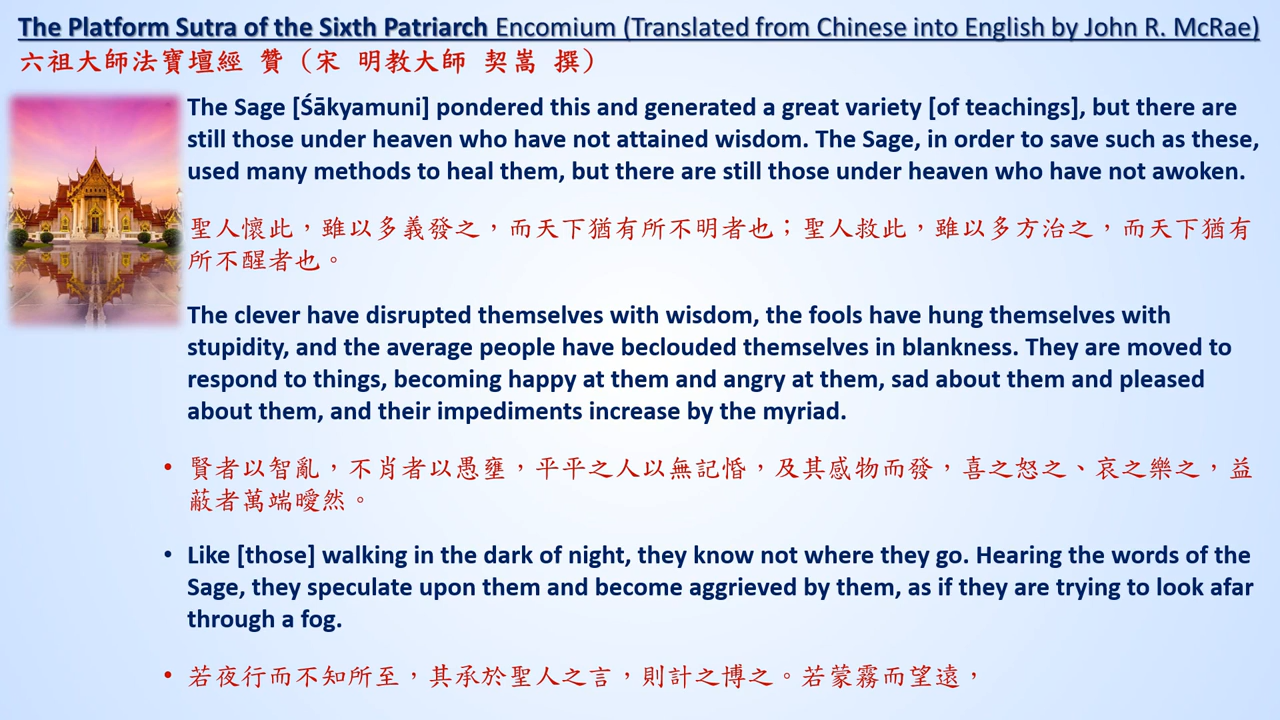 The Platform Sutra of the Sixth Patriarch Encomium (Translated from Chinese into English by John R. McRae)
六祖大師法寶壇經 贊 (宋 明教大師 契嵩 撰)
The Sage [Śākyamuni] pondered this and generated a great variety [of teachings], but there are
still those under heaven who have not attained wisdom. The Sage, in order to save such as these,
used many methods to heal them, but there are still those under heaven who have not awoken.
聖人懷此，雖以多義發之，而天下猶有所不明者也；聖人救此，雖以多方治之，而天下猶有
所不醒者也。
The clever have disrupted themselves with wisdom, the fools have hung themselves with
stupidity, and the average people have beclouded themselves in blankness. They are moved to
respond to things, becoming happy at them and angry at them, sad about them and pleased
about them, and their impediments increase by the myriad.
• 賢者以智亂，不肖者以愚壅，平平之人以無記惛，及其感物而發，喜之怒之、哀之樂之，益
蔽者萬端曖然。
• Like [those] walking in the dark of night, they know not where they go. Hearing the words of the
Sage, they speculate upon them and become aggrieved by them, as if they are trying to look afar
through a fog.
• 若夜行而不知所至，其承於聖人之言，則計之博之。若蒙霧而望遠，